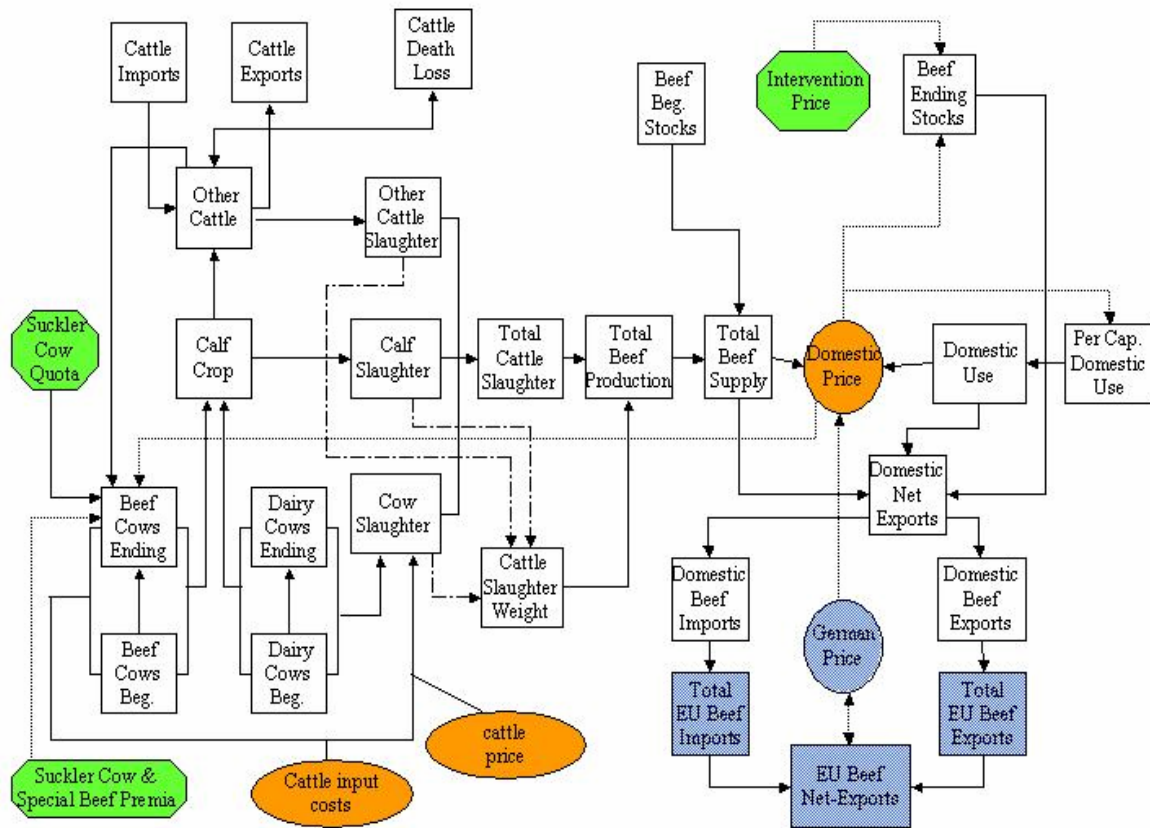 Cattle
Imports
Cattle
Exports
Cattle
Death
Loss
Beef
Beg.
Stocks
Intervention
Price
Beef
Ending
Stocks
Other
Cattle
Other
Cattle
Slaughter
Suckler
Cow
Quota
Calf
Crop
Calf
Slaughter
Total
Cattle
Slaughter
Total
Beef
Production
Total
Beef
Supply
Domestic
Price
Domestic
Use
Per Cap.
Domestic
Use
Beef
Cows
Ending
Dairy
Cows
Ending
Cow
Slaughter
Cattle
Slaughter
Weight
Domestic
Net
Exports
Domestic
Beef
Imports
Domestic
Beef
Exports
Beef
Cows
Beg.
Dairy
Cows
Beg.
German
Price
Total
EU Beef
Imports
Total
EU Beef
Exports
cattle
price
Suckler Cow &
Special Beef Premia
Cattle input
costs
EU Beef
Net-Exports